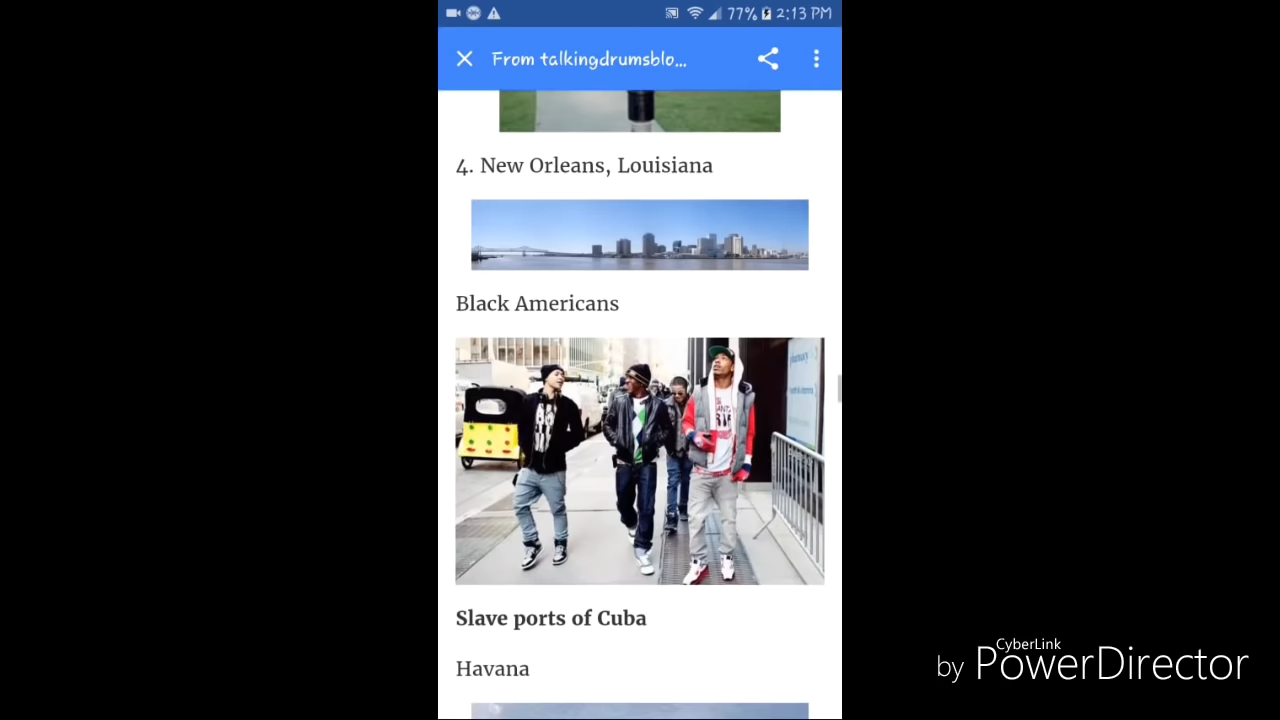 77% 2:13 PM
From talkingdrumsblo...
4. New Orleans, Louisiana
Black Americans
Slave ports of Cuba
Havana
CyberLink
by PowerDirector